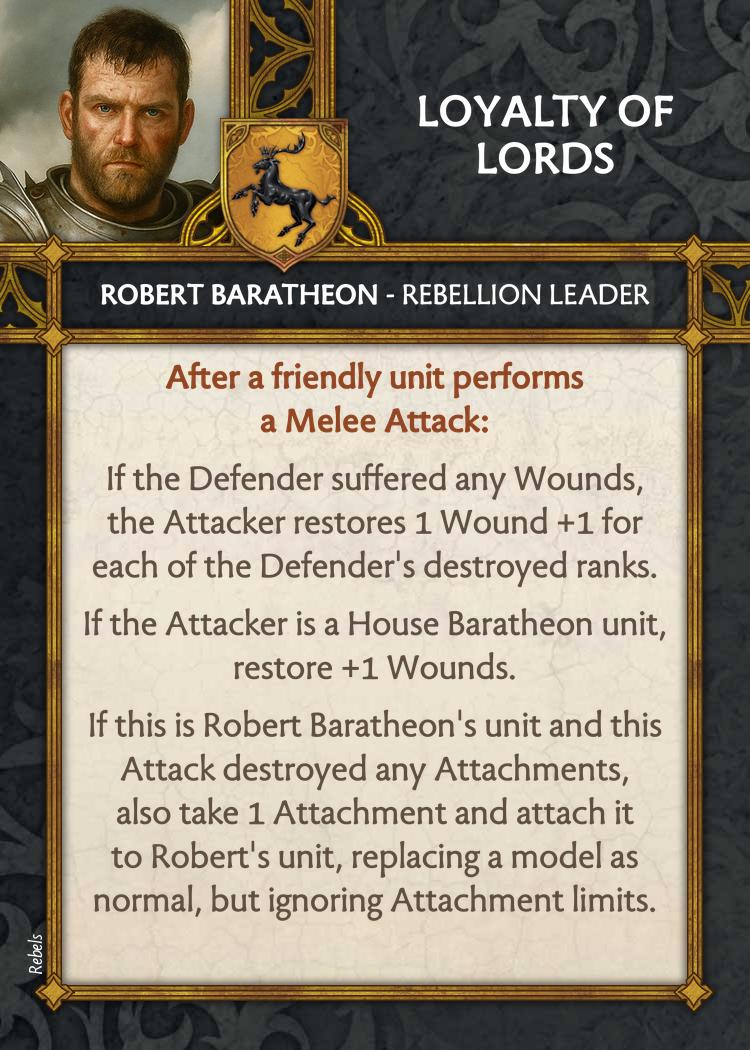 LOYALTY OF
LORDS
ROBERT BARATHEON - REBELLION LEADER
After a friendly unit performs
a Melee Attack:
If the Defender suffered any Wounds,
the Attacker restores 1 Wound +1 for
each of the Defender's destroyed ranks.
If the Attacker is a House Baratheon unit,
restore +1 Wounds.
If this is Robert Baratheon's unit and this
Attack destroyed any Attachments,
also take 1 Attachment and attach it
to Robert's unit, replacing a model as
normal, but ignoring Attachment limits.
Rebels